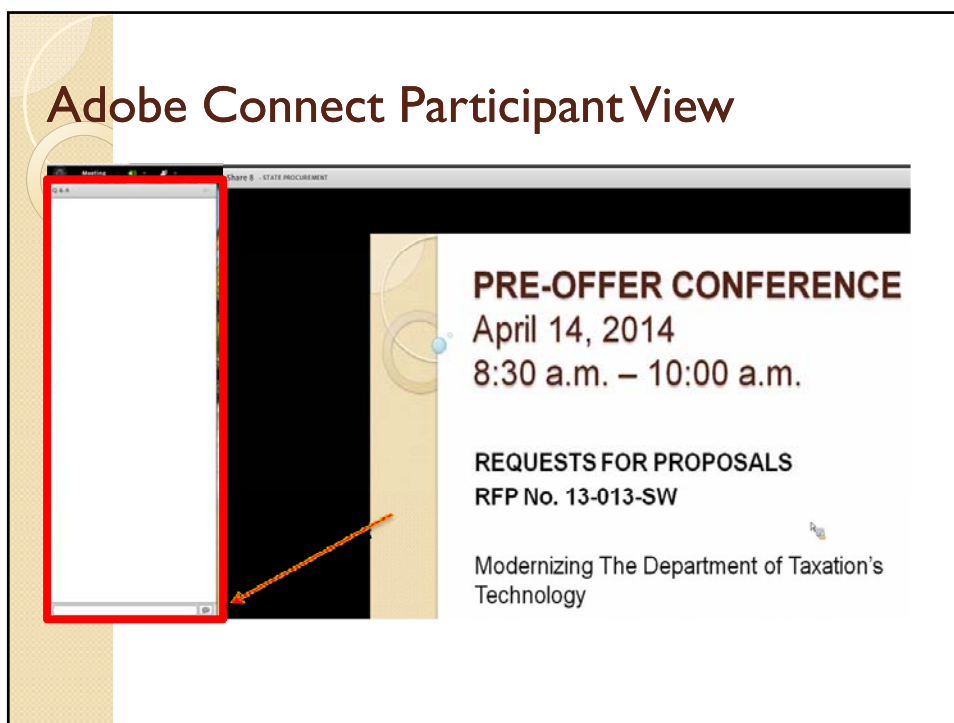 Adobe Connect Participant View
Meeting
Share 8 - STATE PROCUREMENT
Q & A
PRE-OFFER CONFERENCE
April 14, 2014
8:30 a.m. – 10:00 a.m.
REQUESTS FOR PROPOSALS
RFP No. 13-013-SW
Modernizing The Department of Taxation's
Technology